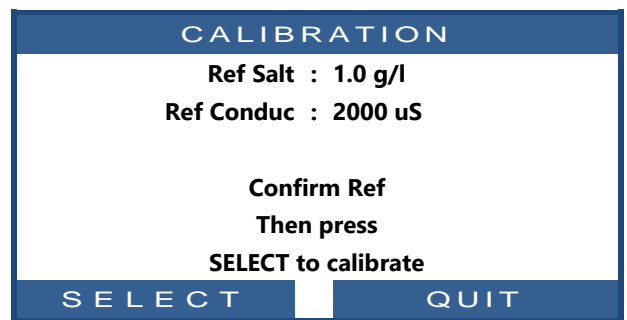 CALIBRATION
Ref Salt : 1.0 g/l
Ref Conduc : 2000 uS
Confirm Ref
Then press
SELECT to calibrate
SELECT QUIT